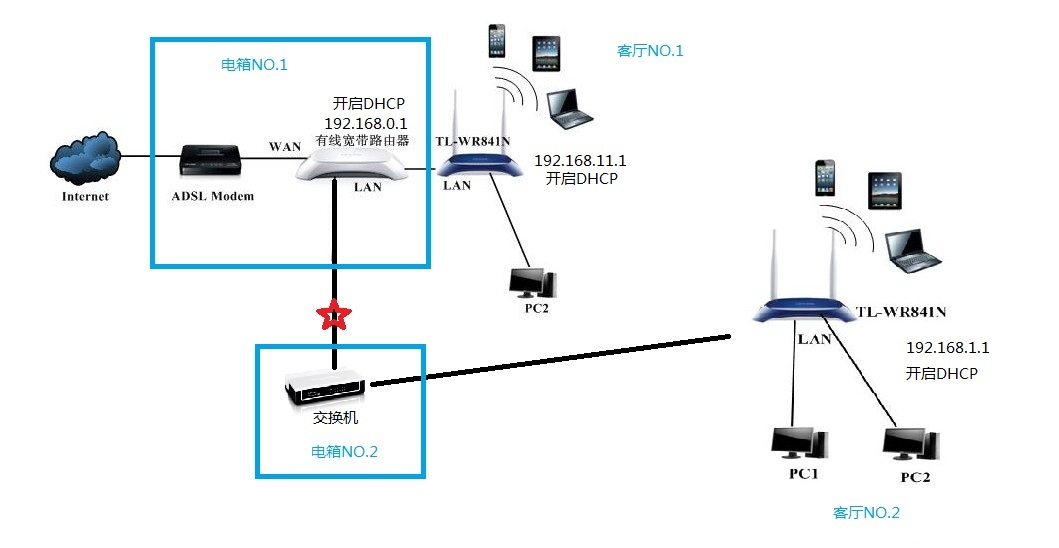 电箱NO.1
客厅NO.1
开启DHCP
192.168.0.1
有线宽带路由器
WAN
LAN
Internet
ADSL Modem
TL-WR841N
LAN
192.168.11.1
开启DHCP
PC2
TL-WR841N
LAN
192.168.1.1
开启DHCP
交换机
电箱NO.2
PC1
PC2
客厅NO.2